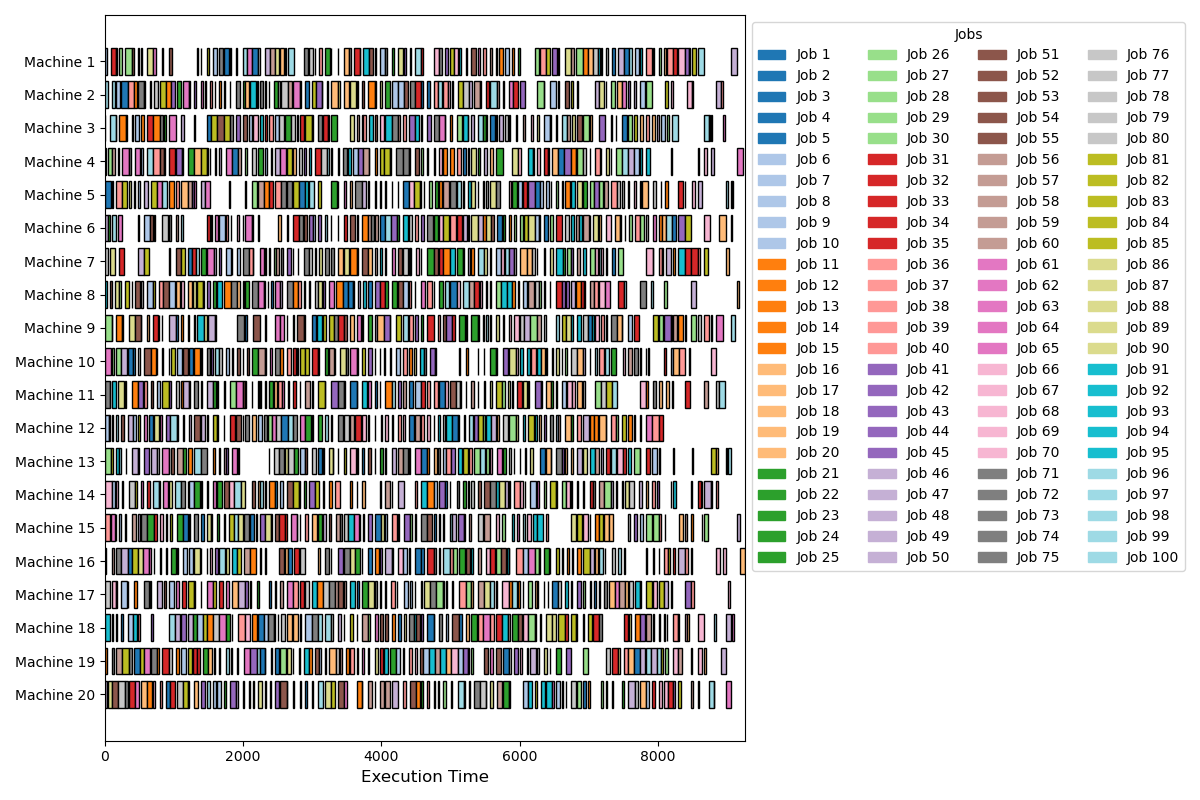 Machine 1
Machine 2
Machine 3
Machine 4
Machine 5
Machine 6
Machine 7
Machine 8
Machine 9
Machine 10
Machine 11
Machine 12
Machine 13
Machine 14
Machine 15
Machine 16
Machine 17
Machine 18
Machine 19
Machine 20
0 2000 4000 6000 8000
Execution Time
Jobs
Job 1 Job 26 Job 51 Job 76
Job 2 Job 27 Job 52 Job 77
Job 3 Job 28 Job 53 Job 78
Job 4 Job 29 Job 54 Job 79
Job 5 Job 30 Job 55 Job 80
Job 6 Job 31 Job 56 Job 81
Job 7 Job 32 Job 57 Job 82
Job 8 Job 33 Job 58 Job 83
Job 9 Job 34 Job 59 Job 84
Job 10 Job 35 Job 60 Job 85
Job 11 Job 36 Job 61 Job 86
Job 12 Job 37 Job 62 Job 87
Job 13 Job 38 Job 63 Job 88
Job 14 Job 39 Job 64 Job 89
Job 15 Job 40 Job 65 Job 90
Job 16 Job 41 Job 66 Job 91
Job 17 Job 42 Job 67 Job 92
Job 18 Job 43 Job 68 Job 93
Job 19 Job 44 Job 69 Job 94
Job 20 Job 45 Job 70 Job 95
Job 21 Job 46 Job 71 Job 96
Job 22 Job 47 Job 72 Job 97
Job 23 Job 48 Job 73 Job 98
Job 24 Job 49 Job 74 Job 99
Job 25 Job 50 Job 75 Job 100